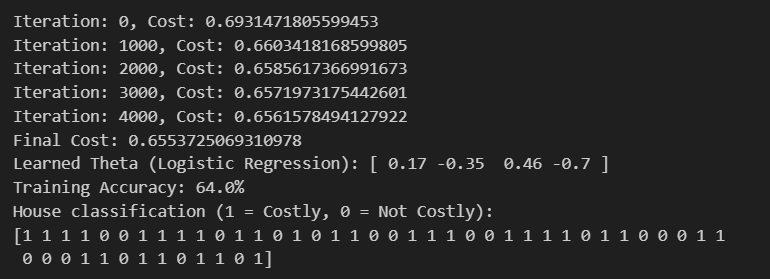 Iteration: 0, Cost: 0.6931471805599453
Iteration: 1000, Cost: 0.6603418168599805
Iteration: 2000, Cost: 0.6585617366991673
Iteration: 3000, Cost: 0.6571973175442601
Iteration: 4000, Cost: 0.6561578494127922
Final Cost: 0.6553725069310978
Learned Theta (Logistic Regression): [ 0.17 -0.35  0.46 -0.7 ]
Training Accuracy: 64.0%
House classification (1 = Costly, 0 = Not Costly):
[1 1 1 1 0 0 1 1 1 1 0 1 1 0 1 0 1 1 0 0 1 1 1 0 0 1 1 1 1 0 1 1 0 0 0 1 1
 0 0 0 1 1 0 1 1 0 1 1 0 1]